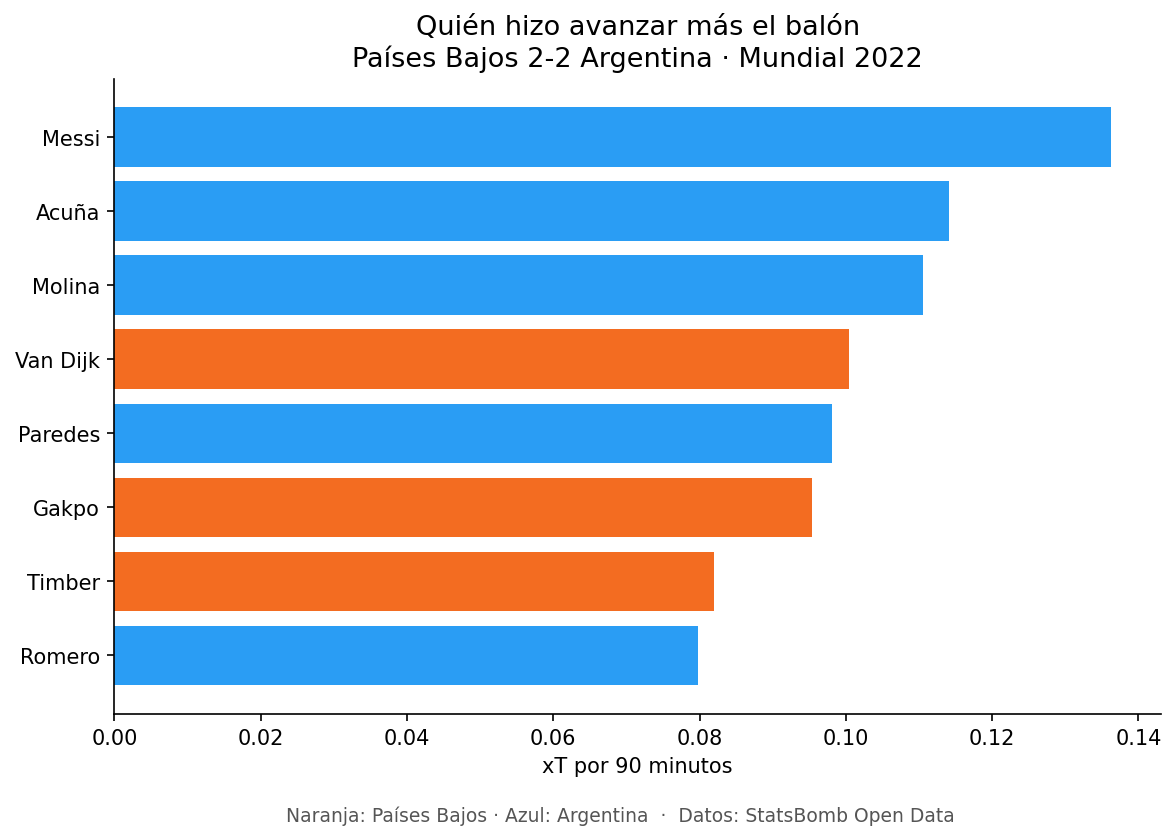 Quién hizo avanzar más el balón
Países Bajos 2-2 Argentina · Mundial 2022
Messi
Acuña
Molina
Van Dijk
Paredes
Gakpo
Timber
Romero
0.00 0.02 0.04 0.06 0.08 0.10 0.12 0.14
xT por 90 minutos
Naranja: Países Bajos · Azul: Argentina · Datos: StatsBomb Open Data